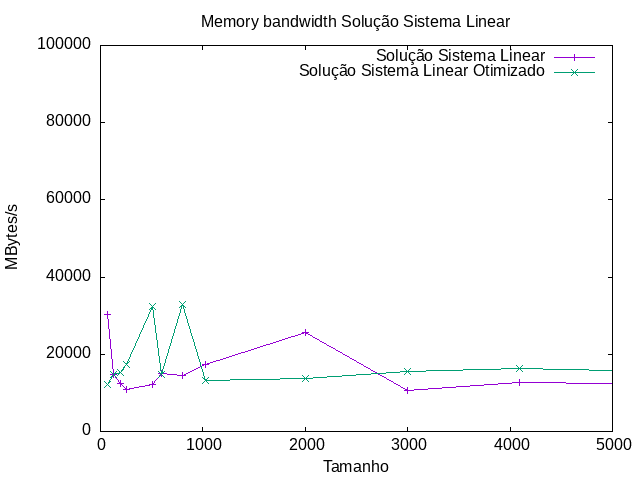 Memory bandwidth Solução Sistema Linear
100000
80000
60000
40000
20000
0
MBytes/s
Solução Sistema Linear
Solução Sistema Linear Otimizado
0 1000 2000 3000 4000 5000
Tamanho